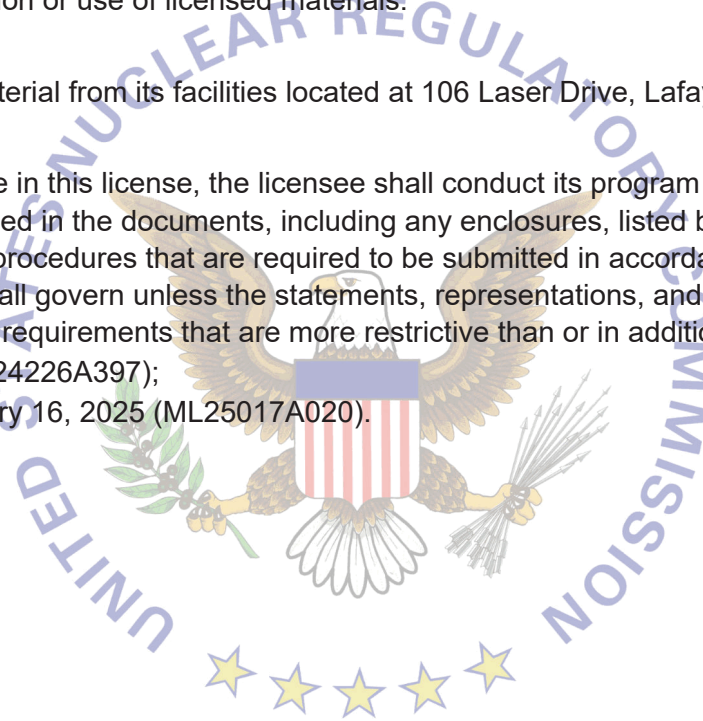 on or use of licensed materials.
terial from its facilities located at 106 Laser Drive,
e in this license, the licensee shall conduct its program
ed in the documents, including any enclosures, listed
procedures that are required to be submitted in
all govern unless the statements, representations, and
requirements that are more restrictive than or in
24226A397);
ry 16, 2025 (ML25017A020).
UNITED STATES NUCLEAR REGULATORY COMMISSION